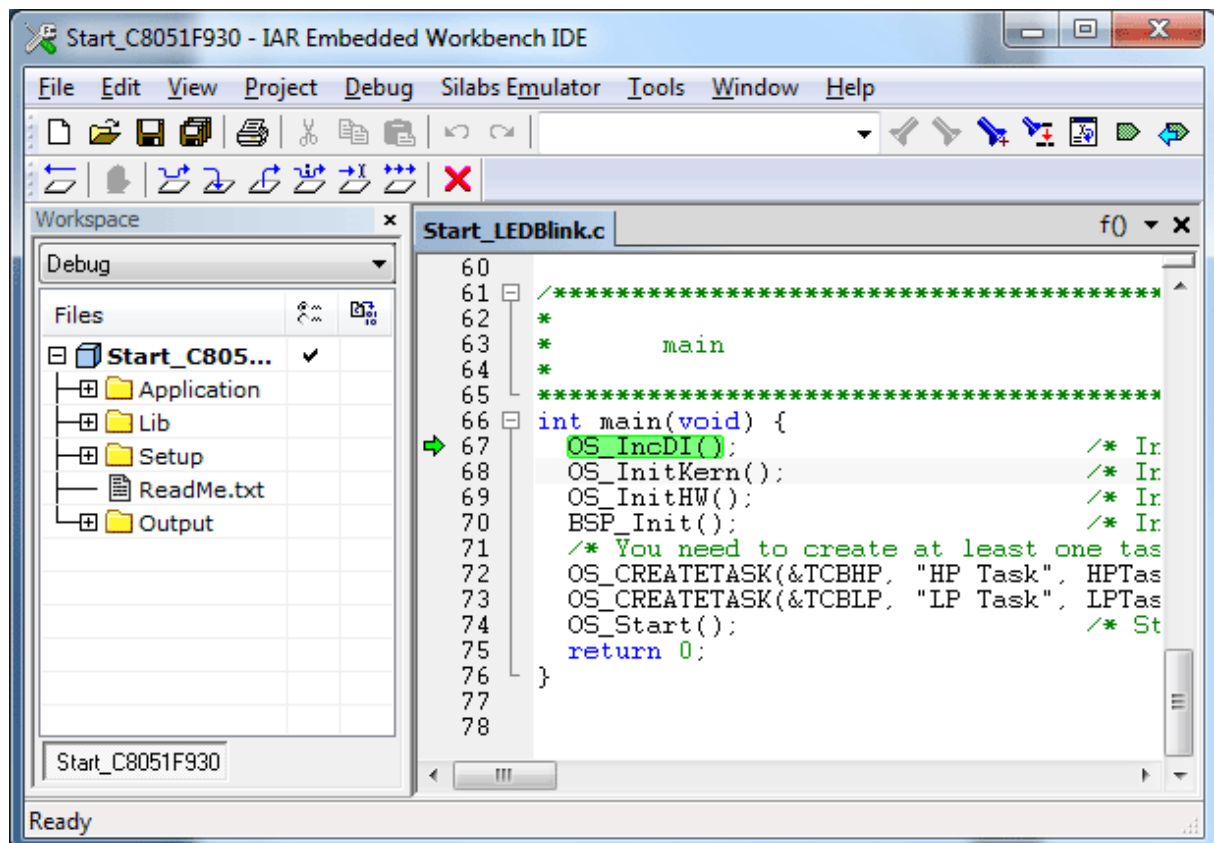 Start_C8051F930 - IAR Embedded Workbench IDE
File Edit View Project Debug Silabs Emulator Tools Window Help
Workspace
Debug
Files
Start_C805...
Application
Lib
Setup
ReadMe.txt
Output
Start_C8051F930
Start_LEDBlink.c f()
60
61 /***************************************
62 *
63 * main
64 *
65 ****************************************
66 int main(void) {
67 OS_IncDI(); /* In
68 OS_InitKern(); /* In
69 OS_InitHW(); /* In
70 BSP_Init(); /* In
71 /* You need to create at least one tas
72 OS_CREATETASK(&TCBHP, "HP Task", HPTas
73 OS_CREATETASK(&TCBLP, "LP Task", LPTas
74 OS_Start(); /* St
75 return 0;
76 }
77
78
Ready